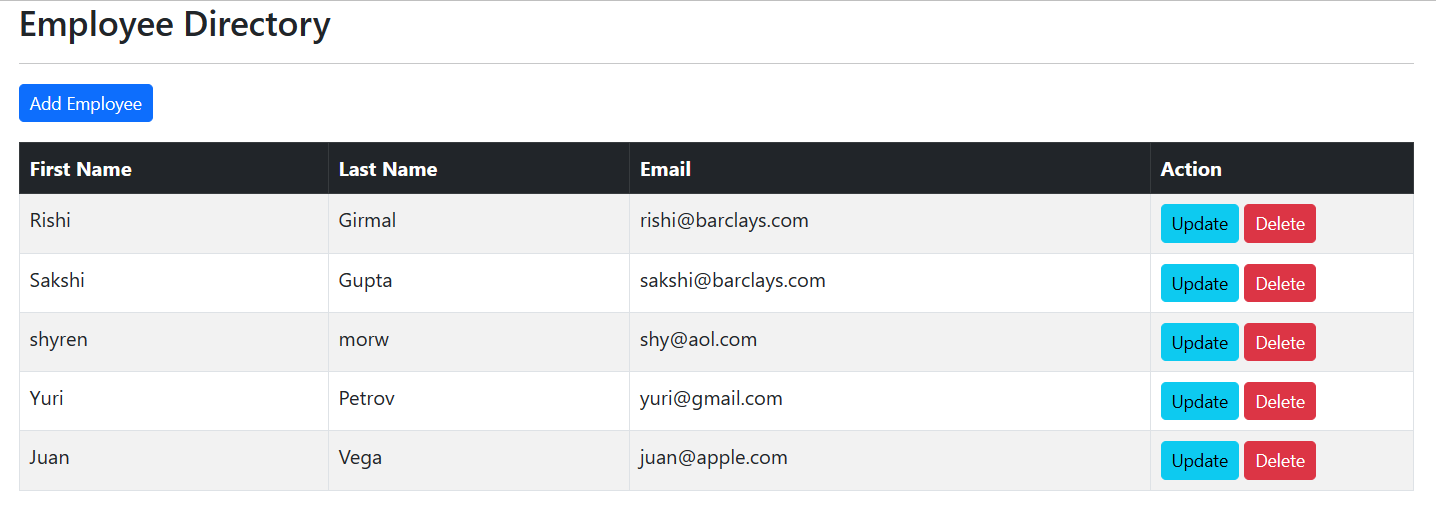 Employee Directory
Add Employee
First Name Last Name Email Action
Rishi Girmal rishi@barclays.com Update Delete
Sakshi Gupta sakshi@barclays.com Update Delete
shyren morw shy@aol.com Update Delete
Yuri Petrov yuri@gmail.com Update Delete
Juan Vega juan@apple.com Update Delete